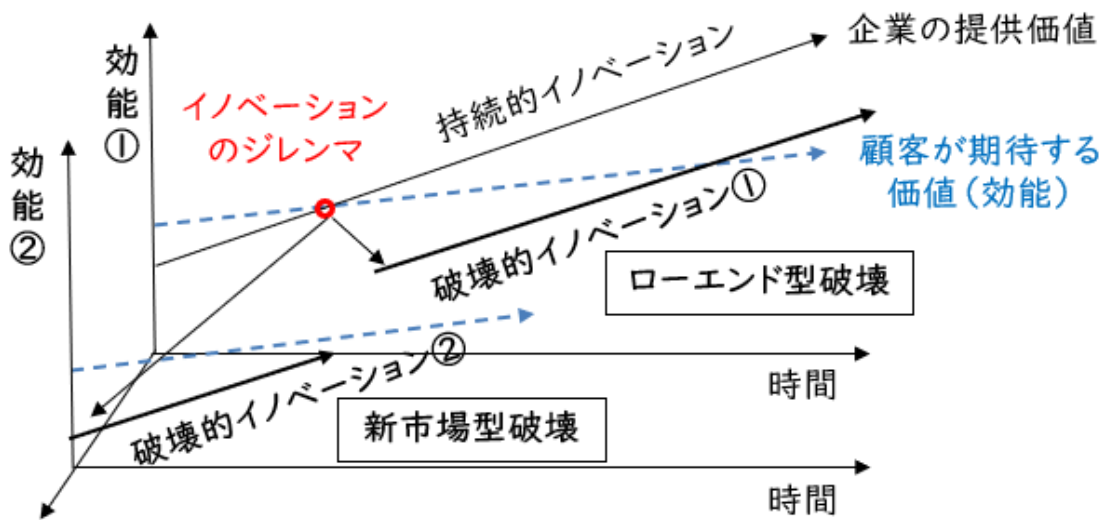 効能①
効能②
イノベーション
のジレンマ
持続的イノベーション
企業の提供価値
顧客が期待する
価値(効能)
破壊的イノベーション①
ローエンド型破壊
時間
破壊的イノベーション②
新市場型破壊
時間